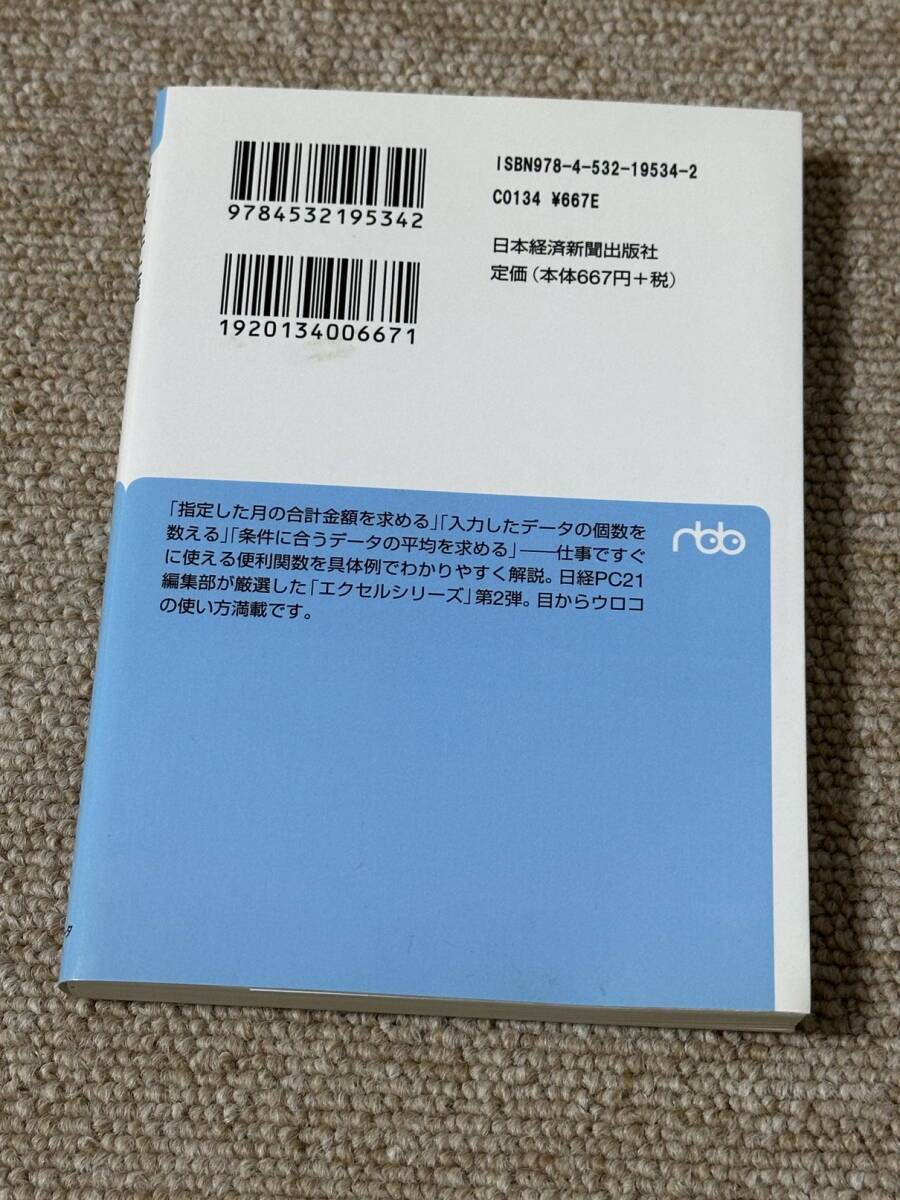 9784532195342
1920134006671
ISBN978-4-532-19534-2
C0134 ¥667E
日本経済新聞出版社
定価(本体667円+税)
「指定した月の合計金額を求める」「入力したデータの個数を
数える」「条件に合うデータの平均を求める」――仕事ですぐ
に使える便利関数を具体例でわかりやすく解説。日経PC21
編集部が厳選した「エクセルシリーズ」第2弾。目からウロコ
の使い方満載です。
nbb